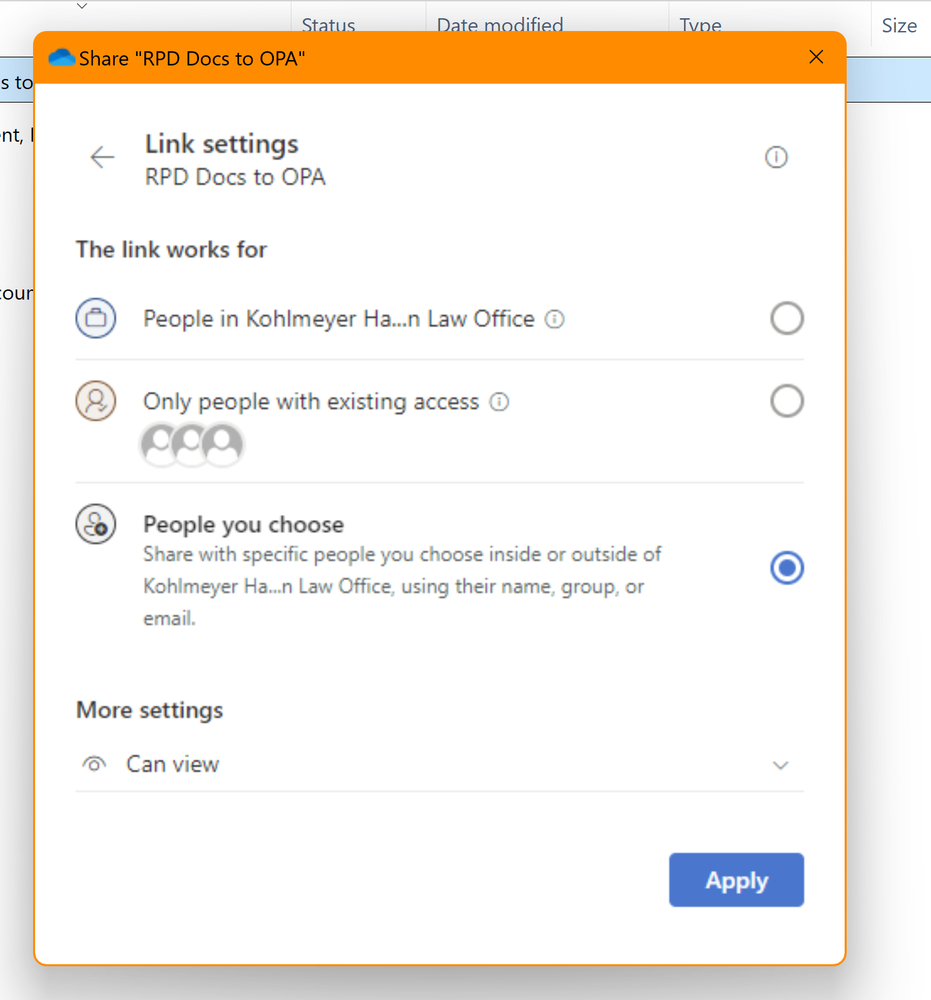 Status Date modified Type Size
Share "RPD Docs to OPA"
s to
ent,
Link settings
RPD Docs to OPA
The link works for
cour
People in Kohlmeyer Ha...n Law Office
Only people with existing access
People you choose
Share with specific people you choose inside or outside of
Kohlmeyer Ha...n Law Office, using their name, group, or
email.
More settings
Can view
Apply